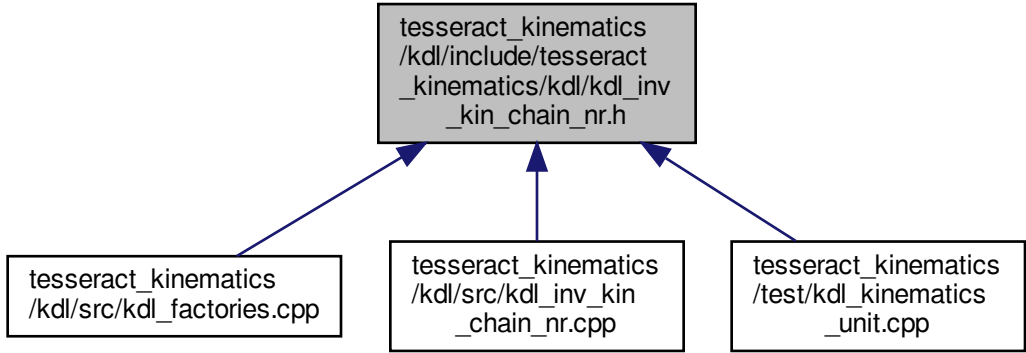 tesseract_kinematics
/kdl/include/tesseract
_kinematics/kdl/kdl_inv
_kin_chain_nr.h
tesseract_kinematics
/kdl/src/kdl_factories.cpp
tesseract_kinematics
/kdl/src/kdl_inv_kin
_chain_nr.cpp
tesseract_kinematics
/test/kdl_kinematics
_unit.cpp